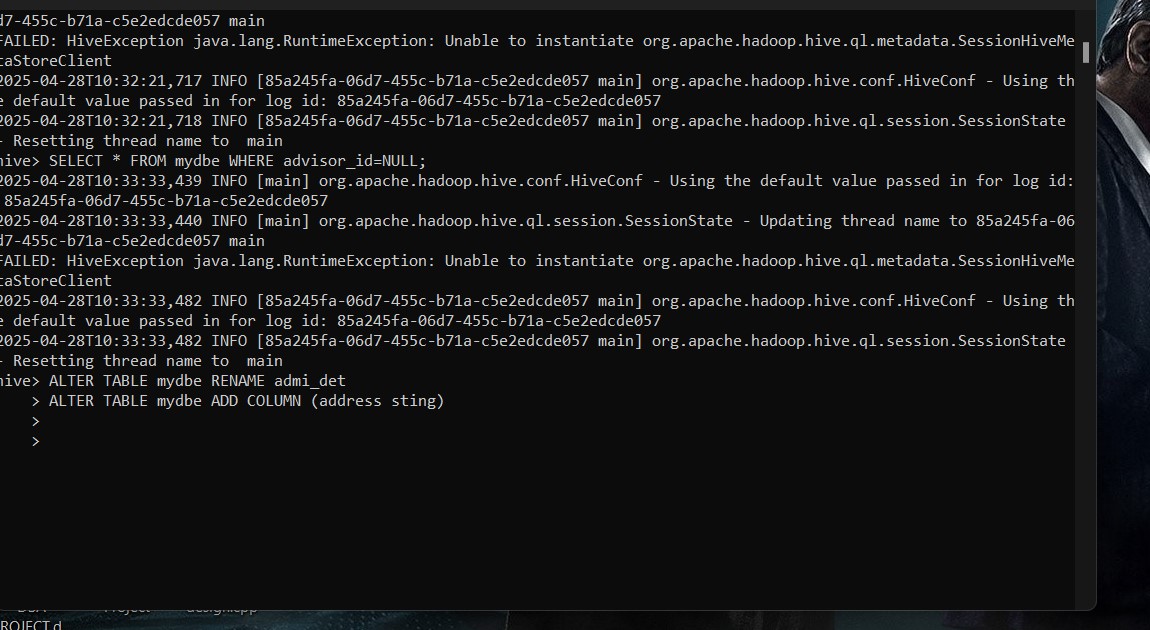 d7-455c-b71a-c5e2edcde057 main
FAILED: HiveException java.lang.RuntimeException: Unable to instantiate org.apache.hadoop.hive.ql.metadata.SessionHiveMe
taStoreClient
2025-04-28T10:32:21,717 INFO [85a245fa-06d7-455c-b71a-c5e2edcde057 main] org.apache.hadoop.hive.conf.HiveConf - Using th
e default value passed in for log id: 85a245fa-06d7-455c-b71a-c5e2edcde057
2025-04-28T10:32:21,718 INFO [85a245fa-06d7-455c-b71a-c5e2edcde057 main] org.apache.hadoop.hive.ql.session.SessionState
- Resetting thread name to  main
hive> SELECT * FROM mydbe WHERE advisor_id=NULL;
2025-04-28T10:33:33,439 INFO [main] org.apache.hadoop.hive.conf.HiveConf - Using the default value passed in for log id:
85a245fa-06d7-455c-b71a-c5e2edcde057
2025-04-28T10:33:33,440 INFO [main] org.apache.hadoop.hive.ql.session.SessionState - Updating thread name to 85a245fa-06
d7-455c-b71a-c5e2edcde057 main
FAILED: HiveException java.lang.RuntimeException: Unable to instantiate org.apache.hadoop.hive.ql.metadata.SessionHiveMe
taStoreClient
2025-04-28T10:33:33,482 INFO [85a245fa-06d7-455c-b71a-c5e2edcde057 main] org.apache.hadoop.hive.conf.HiveConf - Using th
e default value passed in for log id: 85a245fa-06d7-455c-b71a-c5e2edcde057
2025-04-28T10:33:33,482 INFO [85a245fa-06d7-455c-b71a-c5e2edcde057 main] org.apache.hadoop.hive.ql.session.SessionState
- Resetting thread name to  main
hive> ALTER TABLE mydbe RENAME admi_det
    > ALTER TABLE mydbe ADD COLUMN (address sting)
    >
    >
ROJECT.d